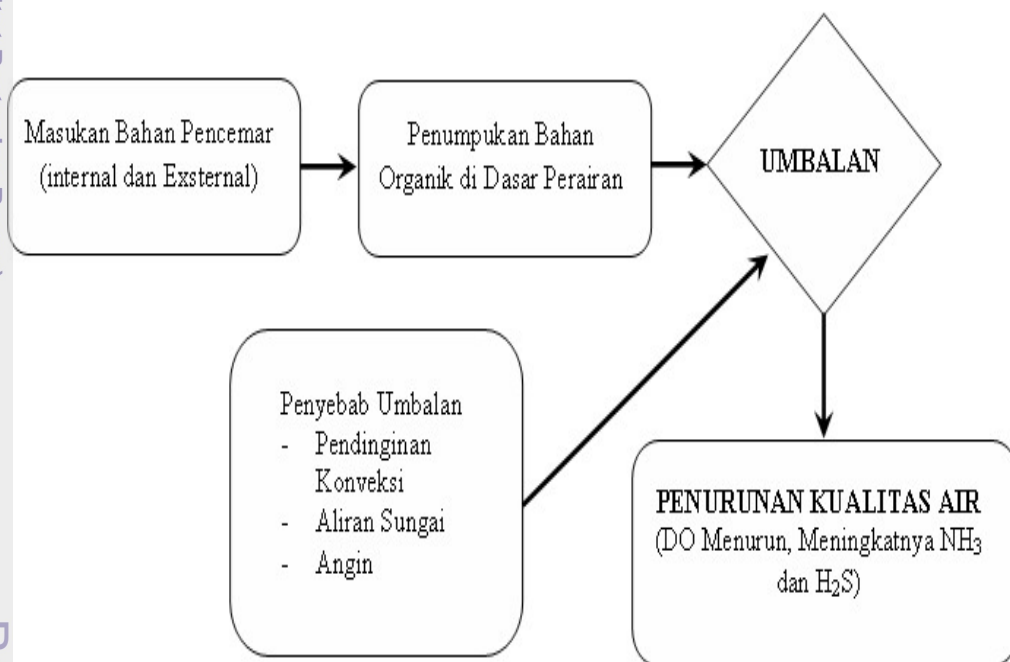 Masukan Bahan Pencemar
(internal dan Exsternal)
Penumpukan Bahan
Organik di Dasar Perairan
UMBALAN
Penyebab Umbalan
- Pendinginan
Konveksi
- Aliran Sungai
- Angin
PENURUNAN KUALITAS AIR
(DO Menurun, Meningkatnya NH₃
dan H₂S)